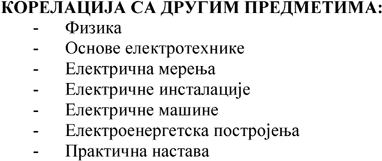 КОРЕЛАЦИЈА СА ДРУГИМ ПРЕДМЕТИМА:
- Физика
- Основе електротехнике
- Електрична мерења
- Електричне инсталације
- Електричне машине
- Електроенергетска постројења
- Практична настава